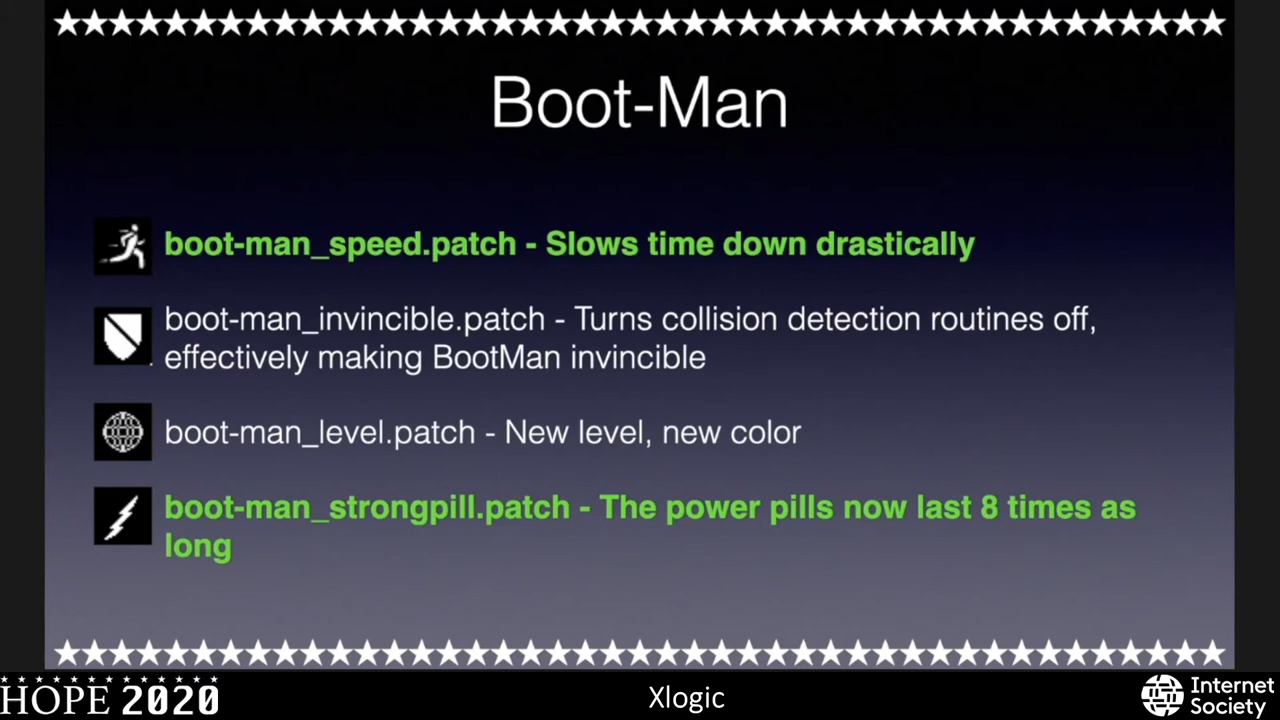 Boot-Man
boot-man_speed.patch - Slows time down drastically
boot-man_invincible.patch - Turns collision detection routines off,
effectively making BootMan invincible
boot-man_level.patch - New level, new color
boot-man_strongpill.patch - The power pills now last 8 times as
long
HOPE 2020
Xlogic
Internet
Society